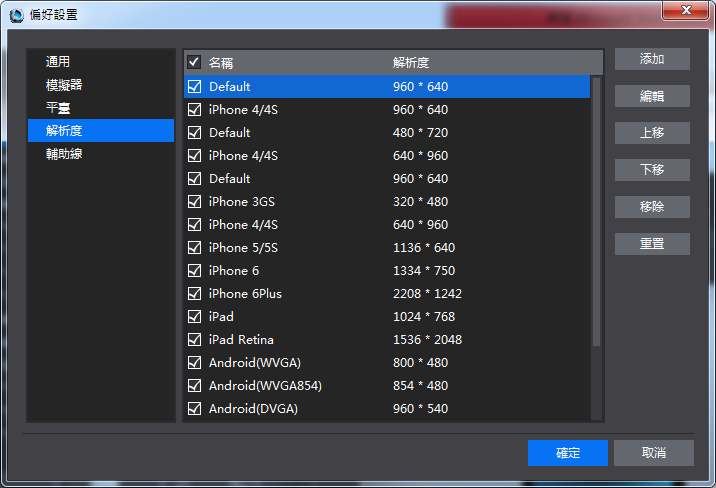 偏好設置
通用
模擬器
平臺
解析度
輔助線
名稱 解析度
Default 960 * 640
iPhone 4/4S 960 * 640
Default 480 * 720
iPhone 4/4S 640 * 960
Default 960 * 640
iPhone 3GS 320 * 480
iPhone 4/4S 640 * 960
iPhone 5/5S 1136 * 640
iPhone 6 1334 * 750
iPhone 6Plus 2208 * 1242
iPad 1024 * 768
iPad Retina 1536 * 2048
Android(WVGA) 800 * 480
Android(WVGA854) 854 * 480
Android(DVGA) 960 * 540
添加
編輯
上移
下移
移除
重置
確定 取消